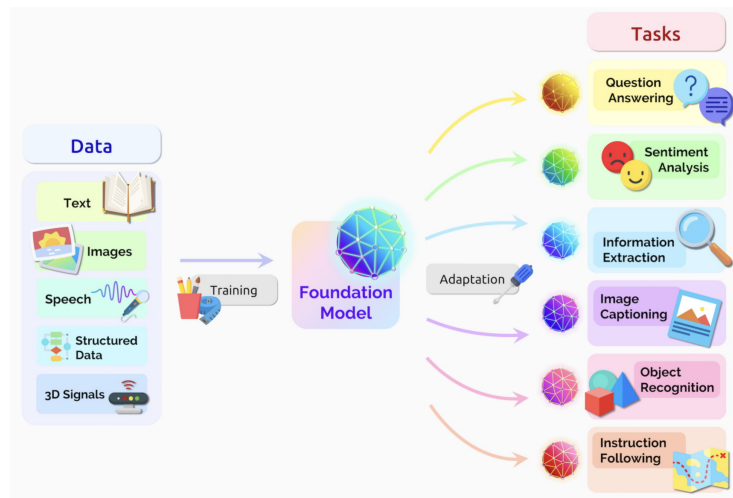 Data
Text
Images
Speech
Structured
Data
3D Signals
Training
Foundation
Model
Adaptation
Tasks
Question
Answering
?
Sentiment
Analysis
Information
Extraction
Image
Captioning
Object
Recognition
Instruction
Following